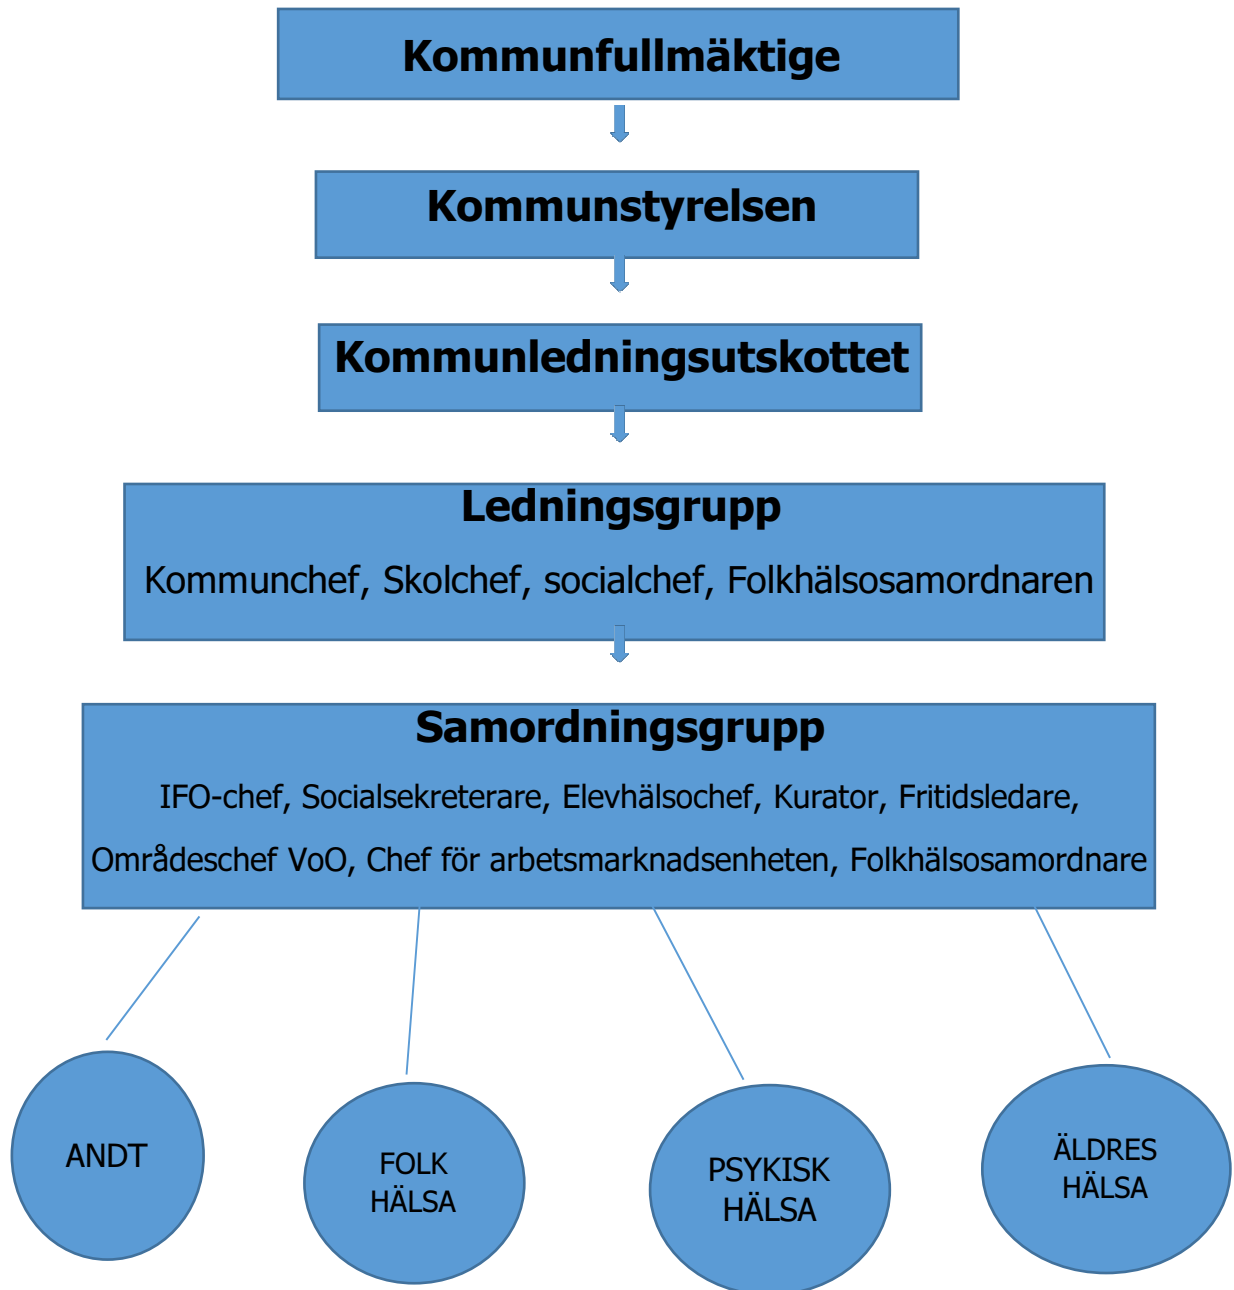 Kommunfullmäktige
Kommunstyrelsen
Kommunledningsutskottet
Ledningsgrupp
Kommunchef, Skolchef, socialchef, Folkhälsosamordnaren
Samordningsgrupp
IFO-chef, Socialsekreterare, Elevhälsochef, Kurator, Fritidsledare,
Områdeschef VoO, Chef för arbetsmarknadsenheten, Folkhälsosamordnare
ANDT
FOLK
HÄLSA
PSYKISK
HÄLSA
ÄLDRES
HÄLSA